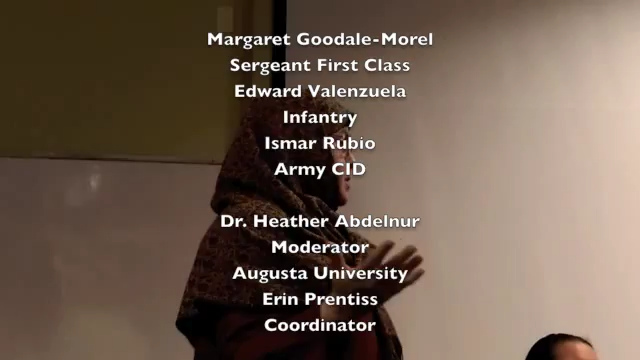 Margaret Goodale-Morel
Sergeant First Class
Edward Valenzuela
Infantry
Ismar Rubio
Army CID
Dr. Heather Abdelnur
Moderator
Augusta University
Erin Prentiss
Coordinator